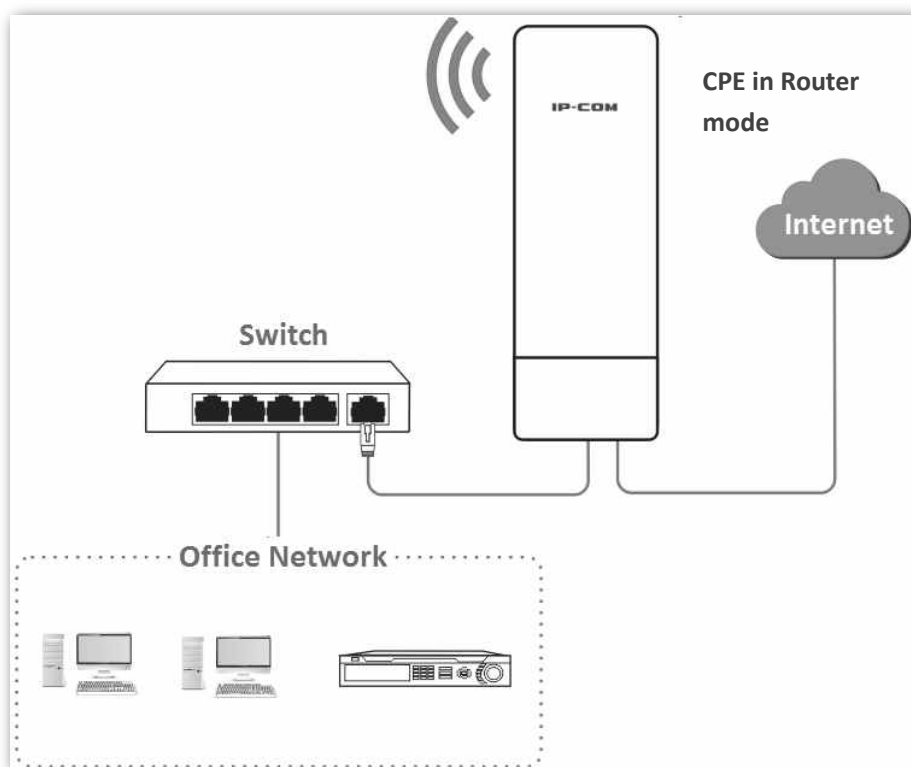 CPE in Router
mode
IP-COM
Internet
Switch
Office Network